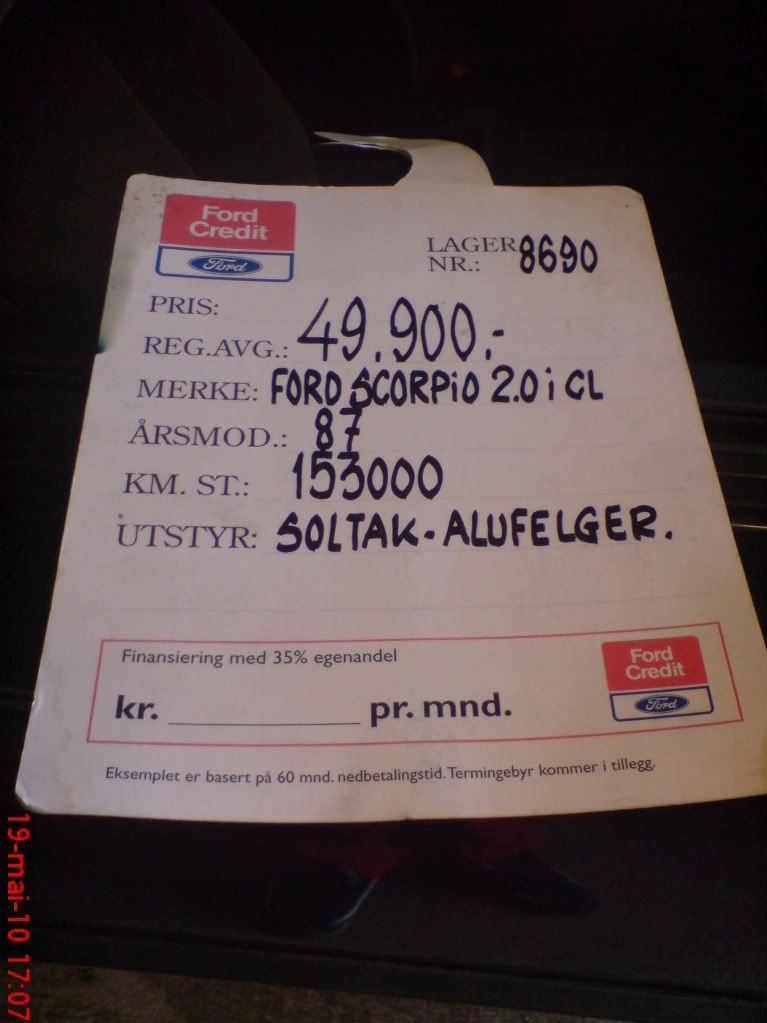 Ford
Credit
Ford
LAGER
NR.: 8690
PRIS:
REG.AVG.: 49.900.-
MERKE: FORD SCORPiO 2.0i CL
ÅRSMOD.: 87
KM. ST.: 153000
UTSTYR: SOLTAK-ALUFELGER.
Finansiering med 35% egenandel
kr. ____________ pr. mnd.
Ford
Credit
Ford
Eksemplet er basert på 60 mnd. nedbetalingstid. Termingebyr kommer i tillegg.
19-mai-10 17:07